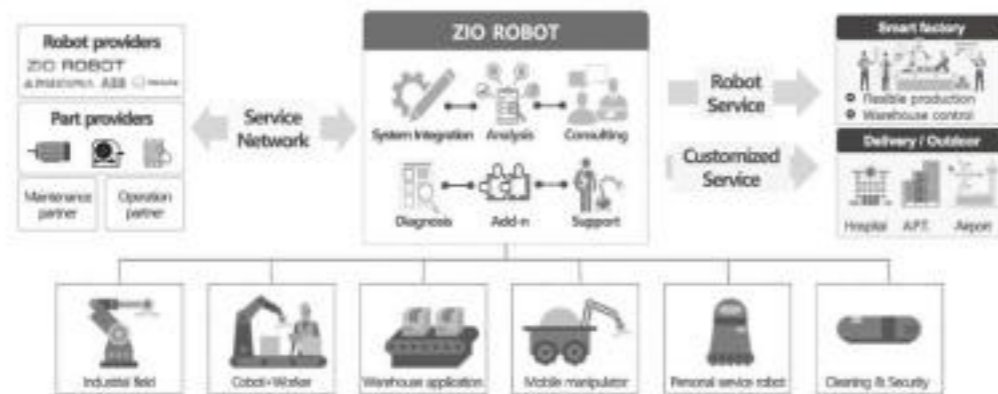 Robot providers
ZIO ROBOT
ABB
Part providers
Maintenance
partner
Operation
partner
Service
Network
ZIO ROBOT
System Integration
Analysis
Consulting
Diagnosis
Add-n
Support
Robot
Service
Customized
Service
Smart factory
Flexible production
Warehouse control
Delivery / Outdoor
Hospital
A.P.T.
Airport
Industrial field
Cobot+Worker
Warehouse application
Mobile manipulator
Personal service robot
Cleaning & Security